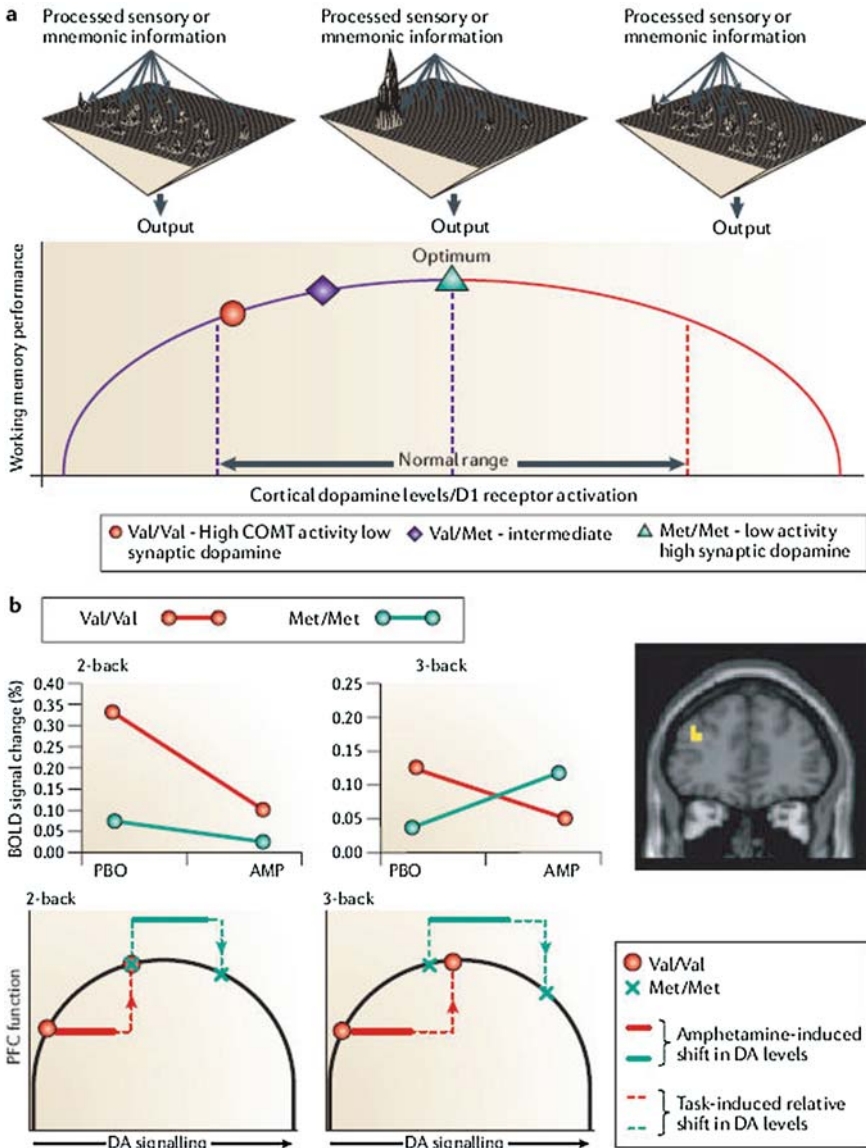 a
Processed sensory or
mnemonic information
Processed sensory or
mnemonic information
Processed sensory or
mnemonic information
Output
Output
Output
Working memory performance
Optimum
Normal range
Cortical dopamine levels/D1 receptor activation
Val/Val - High COMT activity low
synaptic dopamine
Val/Met - intermediate
Met/Met - low activity
high synaptic dopamine
b
Val/Val
Met/Met
2-back
BOLD signal change (%)
0.40
0.35
0.30
0.25
0.20
0.15
0.10
0.05
0.00
PBO
AMP
3-back
0.25
0.20
0.15
0.10
0.05
0.00
PBO
AMP
2-back
PFC function
DA signalling
3-back
DA signalling
Val/Val
Met/Met
Amphetamine-induced
shift in DA levels
Task-induced relative
shift in DA levels